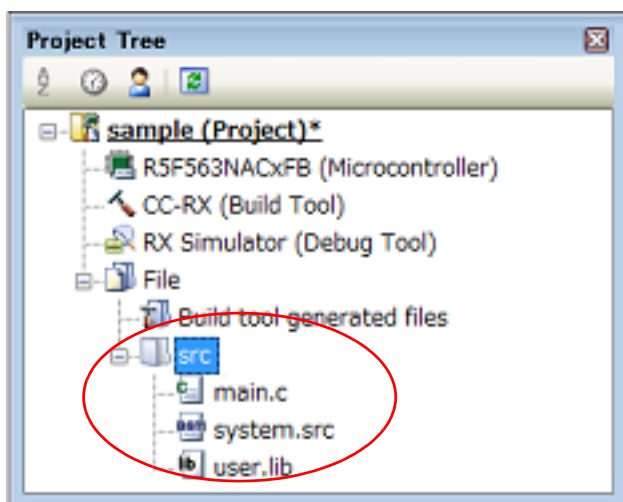 Project Tree
sample (Project)*
R5F563NACxFB (Microcontroller)
CC-RX (Build Tool)
RX Simulator (Debug Tool)
File
Build tool generated files
src
main.c
system.src
user.lib